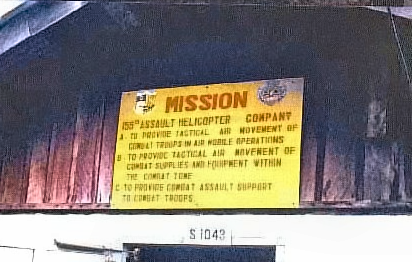 MISSION
155TH ASSAULT HELICOPTER COMPANY
A - TO PROVIDE TACTICAL AIR MOVEMENT OF
COMBAT TROOPS IN AIR MOBILE OPERATIONS
B - TO PROVIDE TACTICAL AIR MOVEMENT OF
COMBAT SUPPLIES AND EQUIPMENT WITHIN
THE COMBAT ZONE
C - TO PROVIDE COMBAT ASSAULT SUPPORT
TO COMBAT TROOPS
S 1043